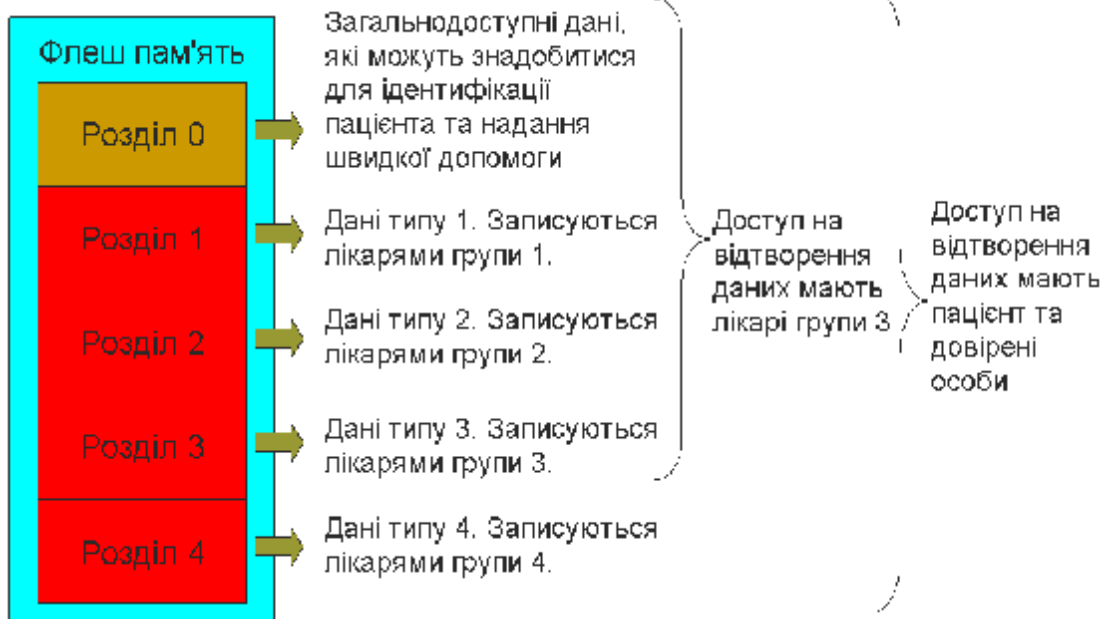 Флеш пам'ять
Розділ 0
Розділ 1
Розділ 2
Розділ 3
Розділ 4
Загальнодоступні дані,
які можуть знадобитися
для ідентифікації
пацієнта та надання
швидкої допомоги
Дані типу 1. Записуються
лікарями групи 1.
Дані типу 2. Записуються
лікарями групи 2.
Дані типу 3. Записуються
лікарями групи 3.
Дані типу 4. Записуються
лікарями групи 4.
Доступ на
відтворення
даних мають
лікарі групи 3
Доступ на
відтворення
даних мають
пацієнт та
довірені
особи